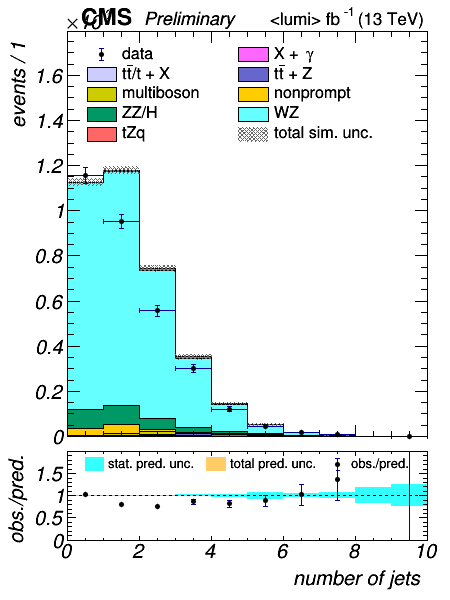 CMS Preliminary <lumi> fb⁻¹ (13 TeV)
events / 1
data
X + γ
tt̄/t + X
tt̄ + Z
multiboson
nonprompt
ZZ/H
WZ
tZq
total sim. unc.
1.6
1.4
1.2
1
0.8
0.6
0.4
0.2
0
obs./pred.
stat. pred. unc.
total pred. unc.
obs./pred.
1.5
1
0.5
0
0 2 4 6 8 10
number of jets